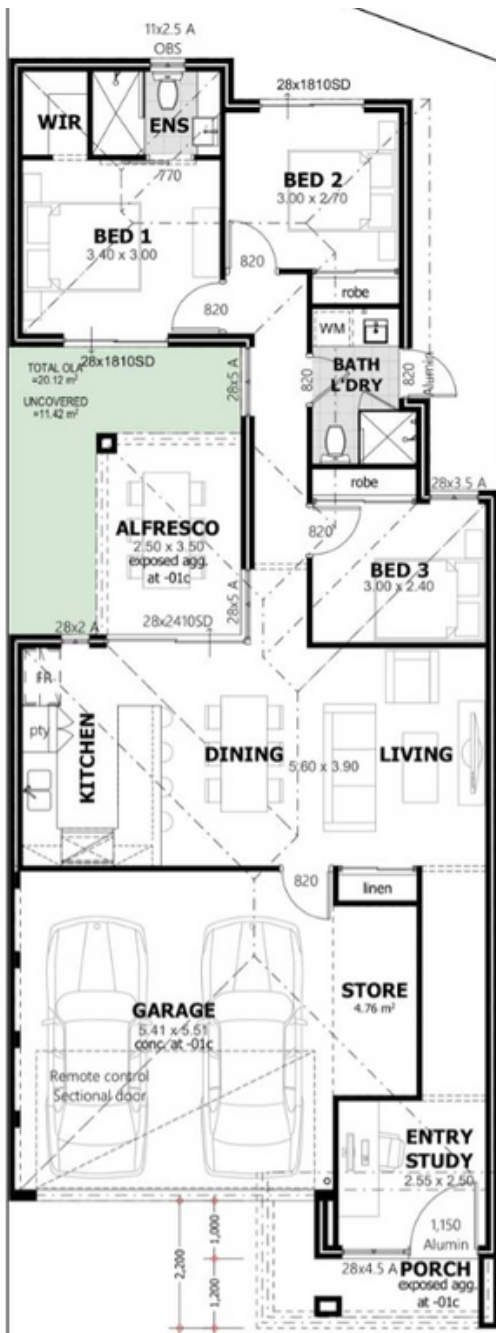 11x2.5 A
OBS
28x1810SD
WIR
ENS
770
BED 2
3.00 x 2.70
BED 1
3.40 x 3.00
820
820
robe
WM
28x1810SD
TOTAL OLA
=20.12 m²
UNCOVERED
=11.42 m²
28x5 A
820
BATH
L'DRY
820
Alumin
robe
28x3.5 A
ALFRESCO
2.50 x 3.50
exposed agg.
at -01c
820
BED 3
3.00 x 2.40
28x5 A
28x2 A
28x2410SD
FR
pty
KITCHEN
DINING
LIVING
5.60 x 3.90
820
linen
STORE
4.76 m²
GARAGE
5.41 x 5.51
conc. at -01c
Remote control
Sectional door
ENTRY
STUDY
2.55 x 2.50
1,150
Alumin
2,200
1,000
1,200
28x4.5 A
PORCH
exposed agg.
at -01c